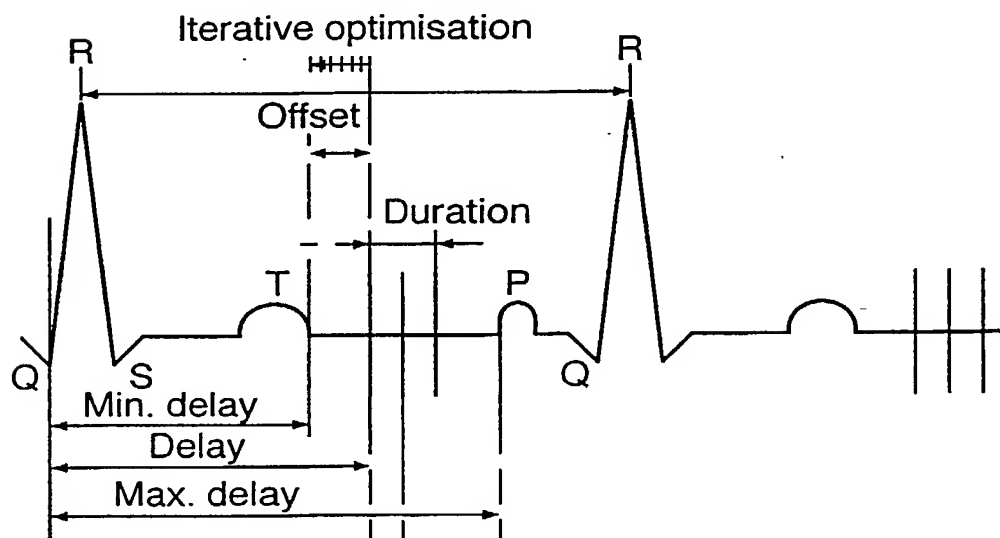 Iterative optimisation
R
R
Offset
Duration
T
P
Q
S
Q
Min. delay
Delay
Max. delay